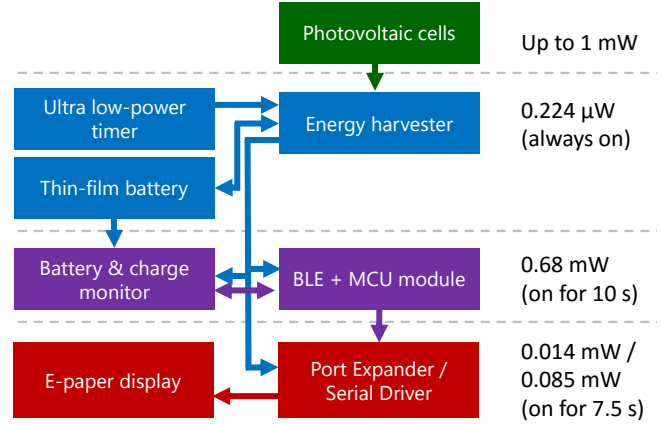 Photovoltaic cells
Up to 1 mW
Ultra low-power
timer
Energy harvester
0.224 µW
(always on)
Thin-film battery
Battery & charge
monitor
BLE + MCU module
0.68 mW
(on for 10 s)
E-paper display
Port Expander /
Serial Driver
0.014 mW /
0.085 mW
(on for 7.5 s)